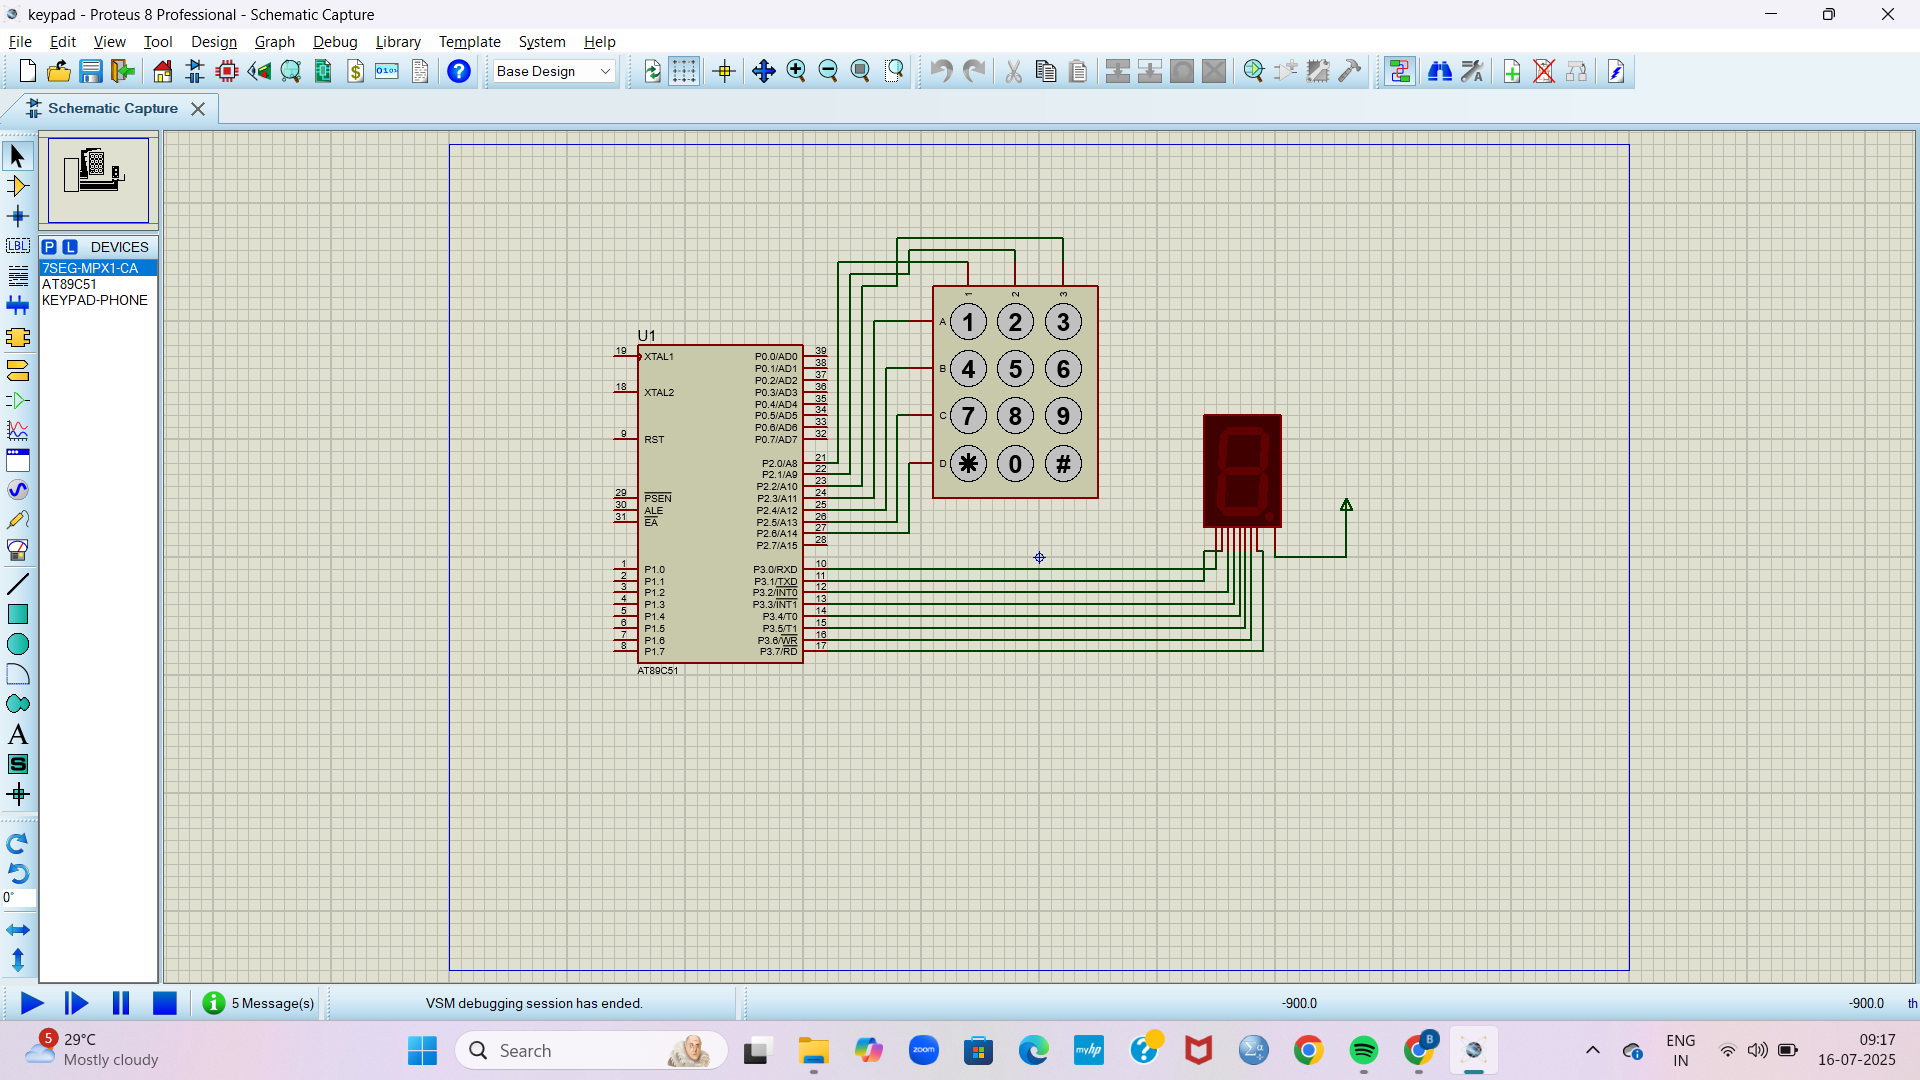 keypad - Proteus 8 Professional - Schematic Capture
File Edit View Tool Design Graph Debug Library Template System Help
Base Design
Schematic Capture
P L DEVICES
7SEG-MPX1-CA
AT89C51
KEYPAD-PHONE
LBL
A
S
0°
U1
19 XTAL1
18 XTAL2
9 RST
29 PSEN
30 ALE
31 EA
1 P1.0
2 P1.1
3 P1.2
4 P1.3
5 P1.4
6 P1.5
7 P1.6
8 P1.7
P0.0/AD0 39
P0.1/AD1 38
P0.2/AD2 37
P0.3/AD3 36
P0.4/AD4 35
P0.5/AD5 34
P0.6/AD6 33
P0.7/AD7 32
P2.0/A8 21
P2.1/A9 22
P2.2/A10 23
P2.3/A11 24
P2.4/A12 25
P2.5/A13 26
P2.6/A14 27
P2.7/A15 28
P3.0/RXD 10
P3.1/TXD 11
P3.2/INT0 12
P3.3/INT1 13
P3.4/T0 14
P3.5/T1 15
P3.6/WR 16
P3.7/RD 17
AT89C51
1 2 3
A 1 2 3
B 4 5 6
C 7 8 9
D * 0 #
5 Message(s)
VSM debugging session has ended.
-900.0
-900.0 th
5 29°C
Mostly cloudy
Search
zoom
myhp
B
ENG
IN
09:17
16-07-2025